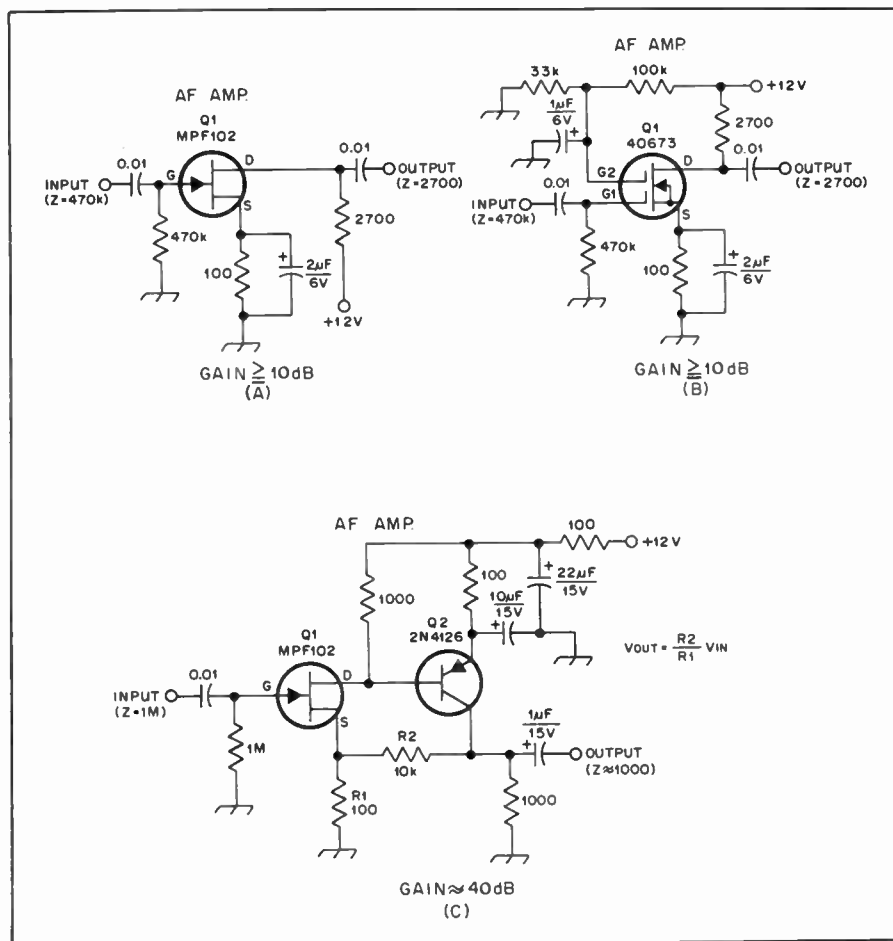 AF AMP.
Q1
MPF102
0.01
INPUT
(Z=470k)
G
D
S
0.01
OUTPUT
(Z=2700)
470k
2700
100
+
2µF
6V
+12V
GAIN ≧ 10dB
(A)
AF AMP.
33k
100k
+12V
1µF
6V
+
Q1
40673
2700
0.01
OUTPUT
(Z=2700)
G2
G1
D
S
0.01
INPUT
(Z=470k)
470k
100
+
2µF
6V
GAIN ≧ 10dB
(B)
AF AMP.
100
+12V
1000
100
+
22µF
15V
10µF
15V
+
Q1
MPF102
Q2
2N4126
VOUT = R2/R1 VIN
0.01
INPUT
(Z=1M)
G
D
S
1M
R2
10k
R1
100
1µF
15V
+
OUTPUT
(Z≈1000)
1000
GAIN ≈ 40dB
(C)